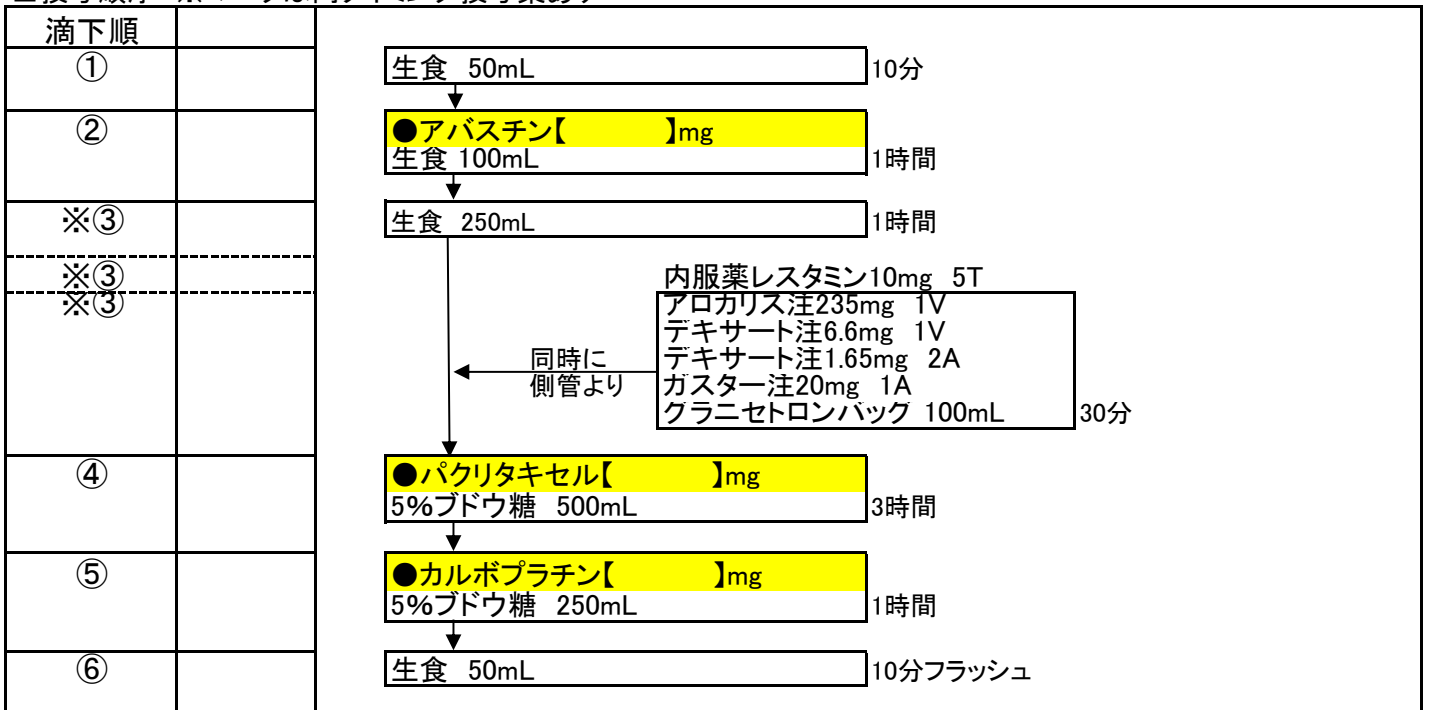 滴下順
① 生食 50mL 10分
② ●アバスチン【 】mg
生食 100mL 1時間
※③ 生食 250mL 1時間
※③ 内服薬レスタミン10mg 5T
※③ アロカリス注235mg 1V
デキサート注6.6mg 1V
同時に デキサート注1.65mg 2A
側管より ガスター注20mg 1A
グラニセトロンバッグ 100mL 30分
④ ●パクリタキセル【 】mg
5%ブドウ糖 500mL 3時間
⑤ ●カルボプラチン【 】mg
5%ブドウ糖 250mL 1時間
⑥ 生食 50mL 10分フラッシュ